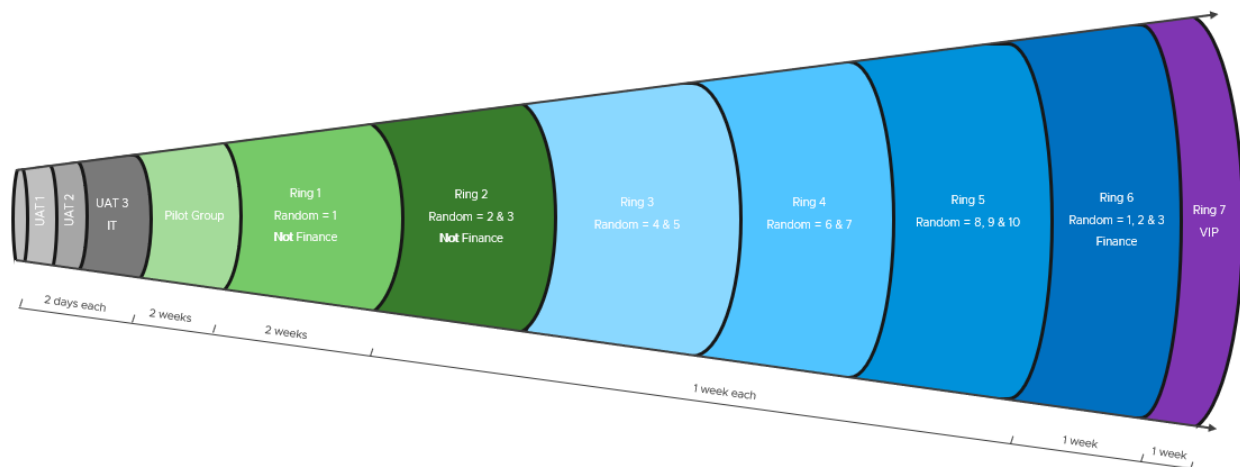 UAT 1
UAT 2
UAT 3
IT
Pilot Group
Ring 1
Random = 1
Not Finance
Ring 2
Random = 2 & 3
Not Finance
Ring 3
Random = 4 & 5
Ring 4
Random = 6 & 7
Ring 5
Random = 8, 9 & 10
Ring 6
Random = 1, 2 & 3
Finance
Ring 7
VIP
2 days each
2 weeks
2 weeks
1 week each
1 week
1 week